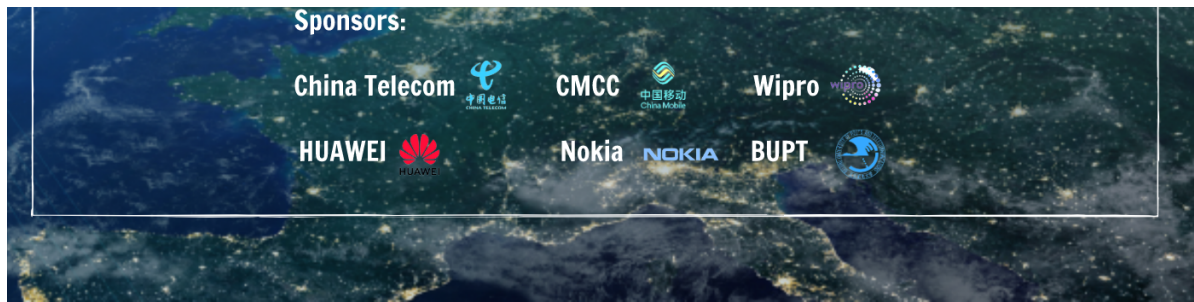 Sponsors:
China Telecom 中国电信 CHINA TELECOM CMCC 中国移动 China Mobile Wipro wipro
HUAWEI HUAWEI Nokia NOKIA BUPT